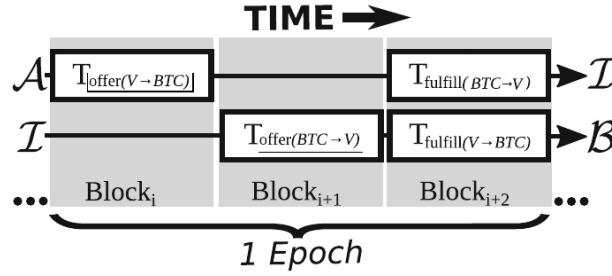 TIME
𝒜 T_offer(V→BTC) T_fulfill(BTC→V) ℐ
ℐ T_offer(BTC→V) T_fulfill(V→BTC) ℬ
... Block_i Block_i+1 Block_i+2 ...
1 Epoch